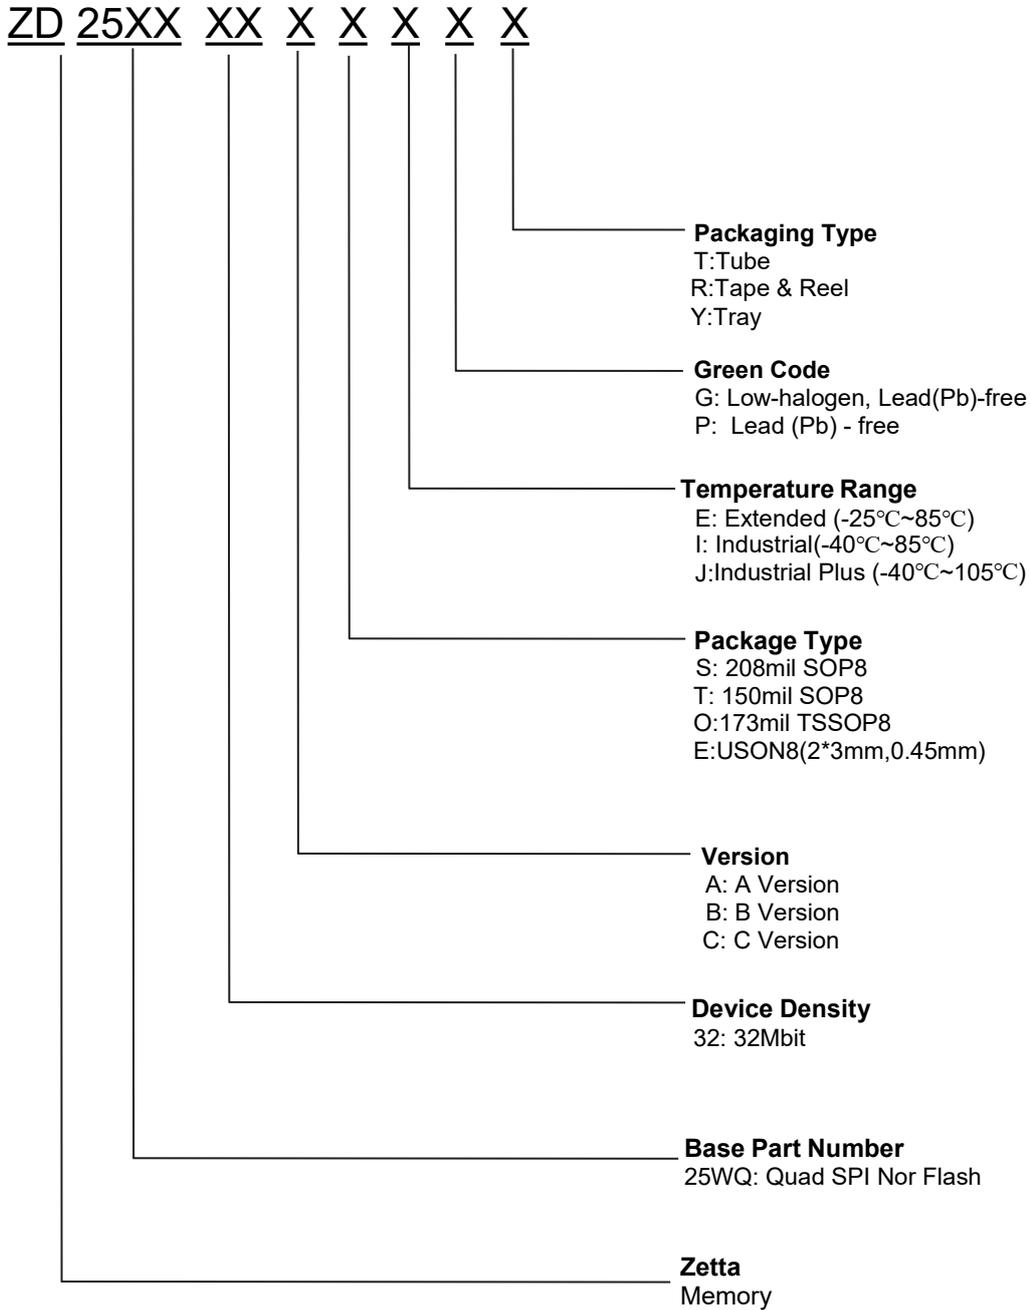 ZD 25XX XX X X X X X
Packaging Type
T:Tube
R:Tape & Reel
Y:Tray
Green Code
G: Low-halogen, Lead(Pb)-free
P:  Lead (Pb) - free
Temperature Range
E: Extended (-25℃~85℃)
I: Industrial(-40℃~85℃)
J:Industrial Plus (-40℃~105℃)
Package Type
S: 208mil SOP8
T: 150mil SOP8
O:173mil TSSOP8
E:USON8(2*3mm,0.45mm)
Version
A: A Version
B: B Version
C: C Version
Device Density
32: 32Mbit
Base Part Number
25WQ: Quad SPI Nor Flash
Zetta
Memory